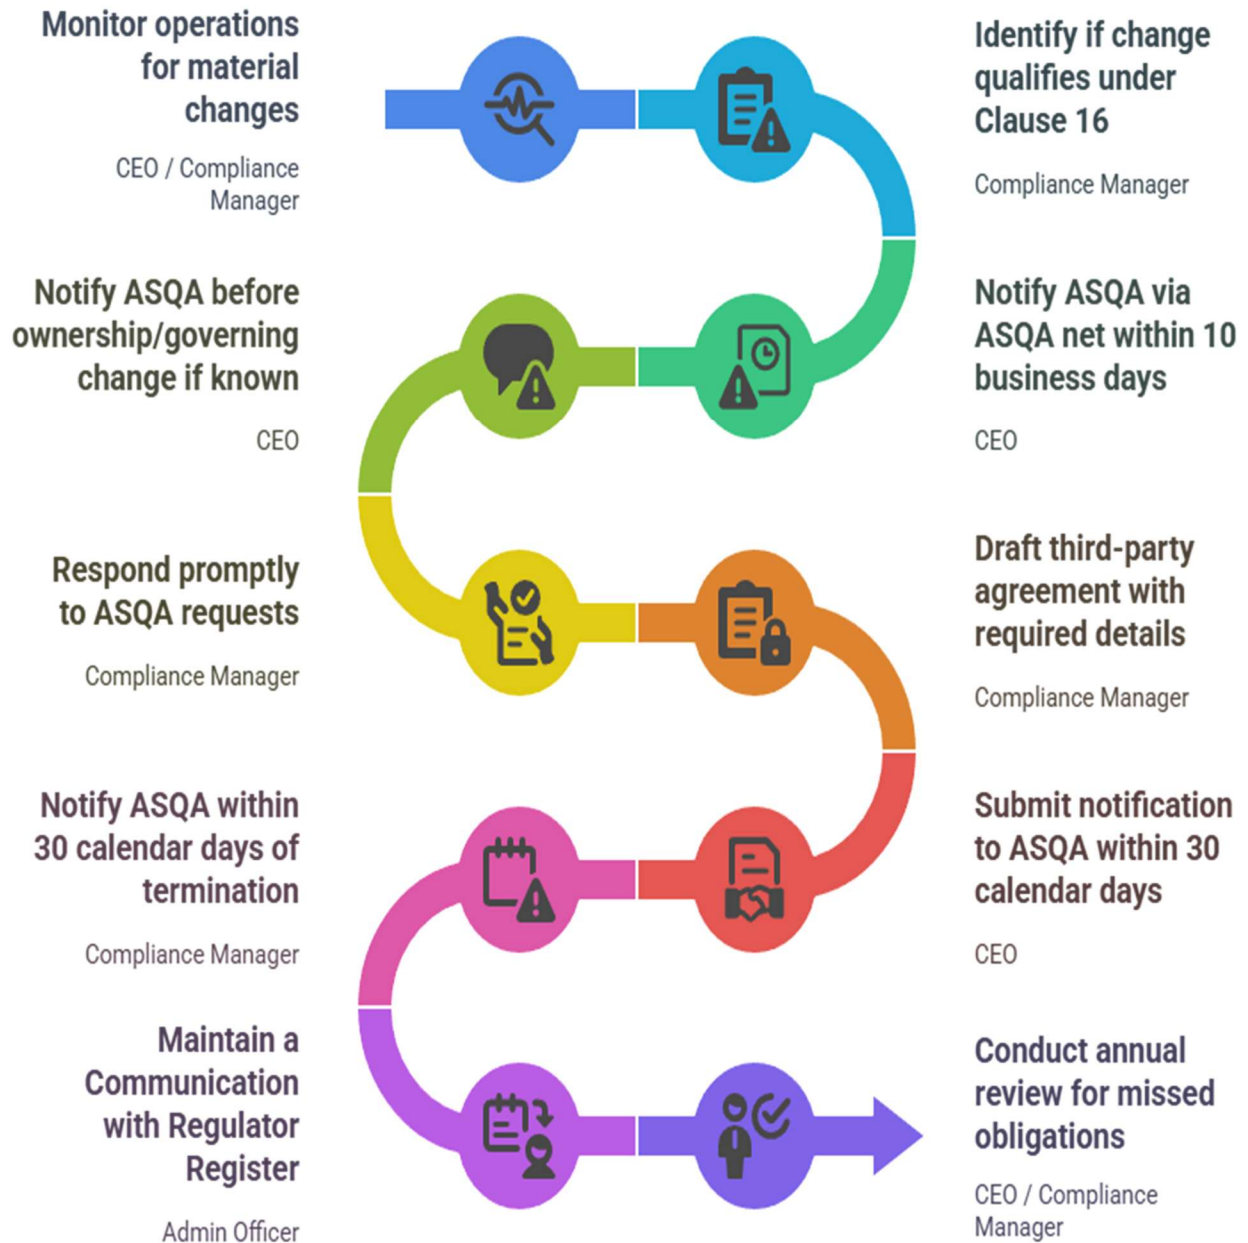 Monitor operations
for material
changes
CEO / Compliance
Manager
Identify if change
qualifies under
Clause 16
Compliance Manager
Notify ASQA via
ASQA net within 10
business days
CEO
Notify ASQA before
ownership/governing
change if known
CEO
Respond promptly
to ASQA requests
Compliance Manager
Draft third-party
agreement with
required details
Compliance Manager
Submit notification
to ASQA within 30
calendar days
CEO
Notify ASQA within
30 calendar days of
termination
Compliance Manager
Maintain a
Communication
with Regulator
Register
Admin Officer
Conduct annual
review for missed
obligations
CEO / Compliance
Manager